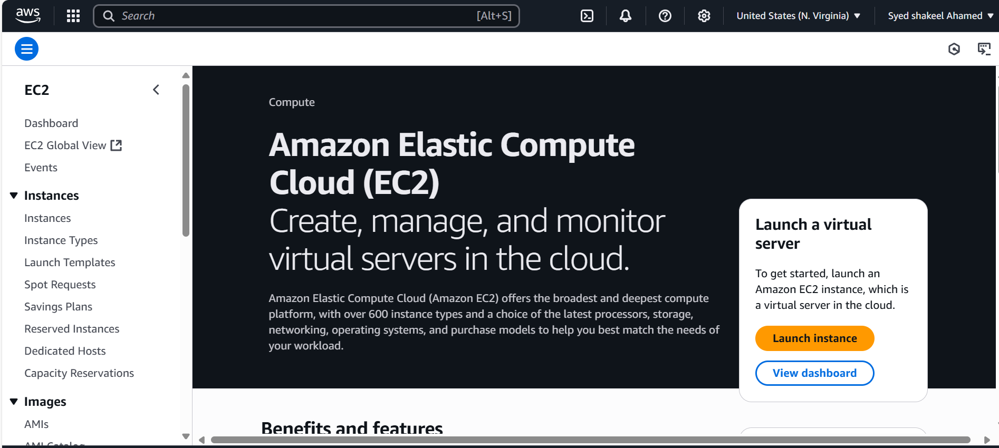 aws
Search
[Alt+S]
United States (N. Virginia)
Syed shakeel Ahamed
EC2
Dashboard
EC2 Global View
Events
Instances
Instances
Instance Types
Launch Templates
Spot Requests
Savings Plans
Reserved Instances
Dedicated Hosts
Capacity Reservations
Images
AMIs
AMI Catalog
Compute
Amazon Elastic Compute
Cloud (EC2)
Create, manage, and monitor
virtual servers in the cloud.
Amazon Elastic Compute Cloud (Amazon EC2) offers the broadest and deepest compute
platform, with over 600 instance types and a choice of the latest processors, storage,
networking, operating systems, and purchase models to help you best match the needs of
your workload.
Launch a virtual
server
To get started, launch an
Amazon EC2 instance, which is
a virtual server in the cloud.
Launch instance
View dashboard
Benefits and features